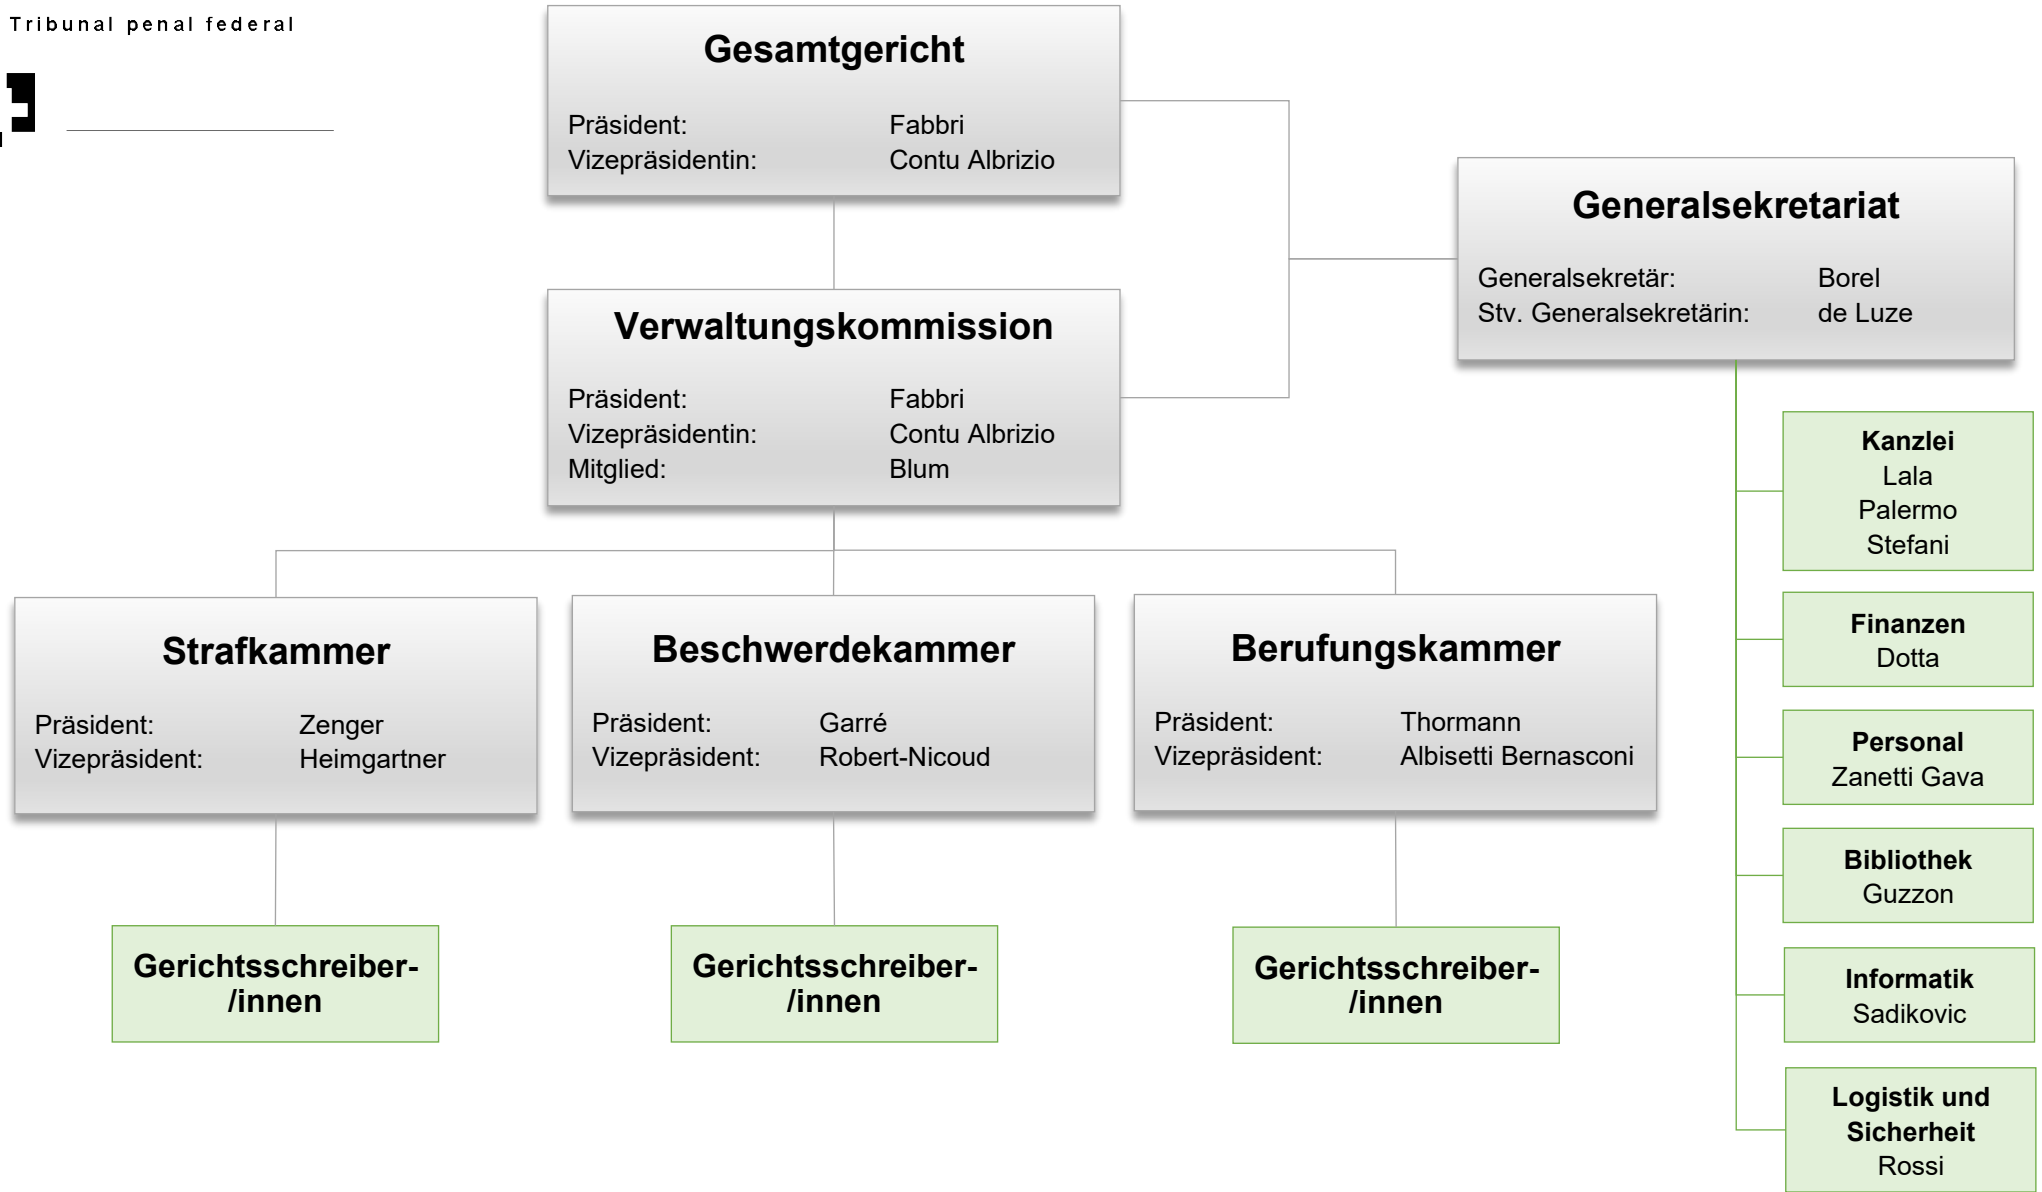 Tribunal penal federal
Gesamtgericht
Präsident: Fabbri
Vizepräsidentin: Contu Albrizio
Generalsekretariat
Generalsekretär: Borel
Stv. Generalsekretärin: de Luze
Verwaltungskommission
Präsident: Fabbri
Vizepräsidentin: Contu Albrizio
Mitglied: Blum
Strafkammer
Präsident: Zenger
Vizepräsident: Heimgartner
Beschwerdekammer
Präsident: Garré
Vizepräsident: Robert-Nicoud
Berufungskammer
Präsident: Thormann
Vizepräsident: Albisetti Bernasconi
Gerichtsschreiber-
/innen
Gerichtsschreiber-
/innen
Gerichtsschreiber-
/innen
Kanzlei
Lala
Palermo
Stefani
Finanzen
Dotta
Personal
Zanetti Gava
Bibliothek
Guzzon
Informatik
Sadikovic
Logistik und
Sicherheit
Rossi